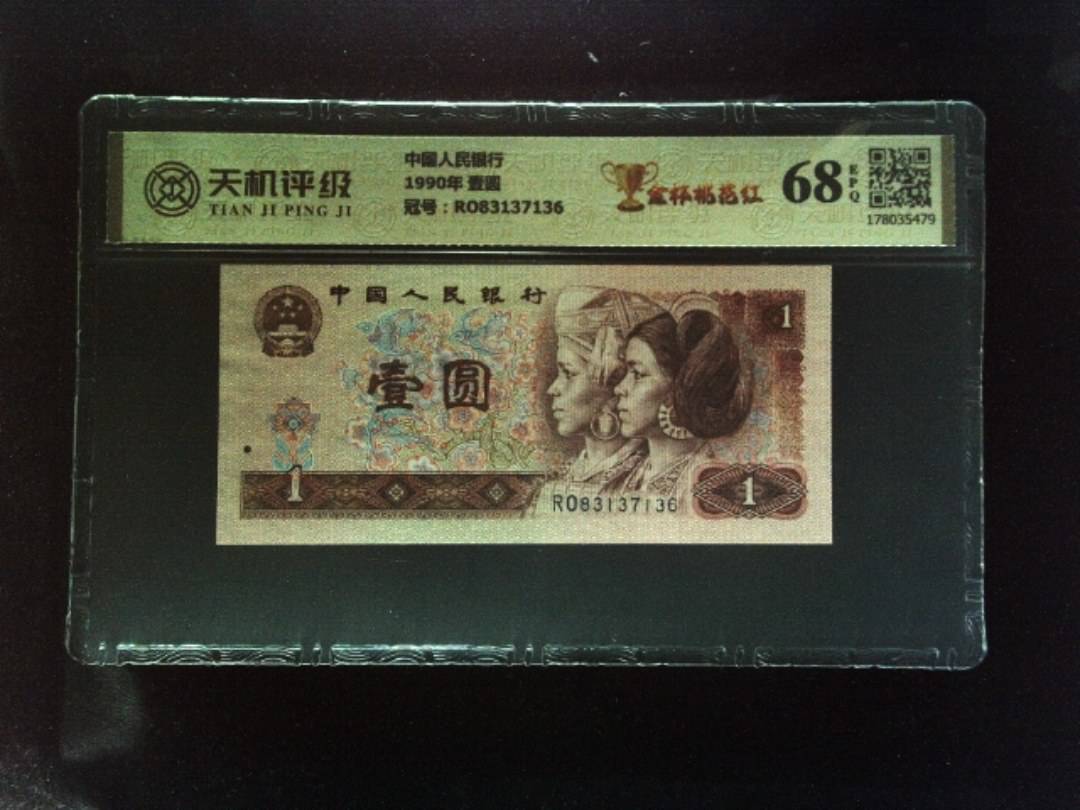 天机评级
TIAN JI PING JI
中国人民银行
1990年 壹圆
冠号：RO83137136
金杯桃花红
68
EPQ
178035479
中国人民银行
壹圆
1
1
1
RO83137136